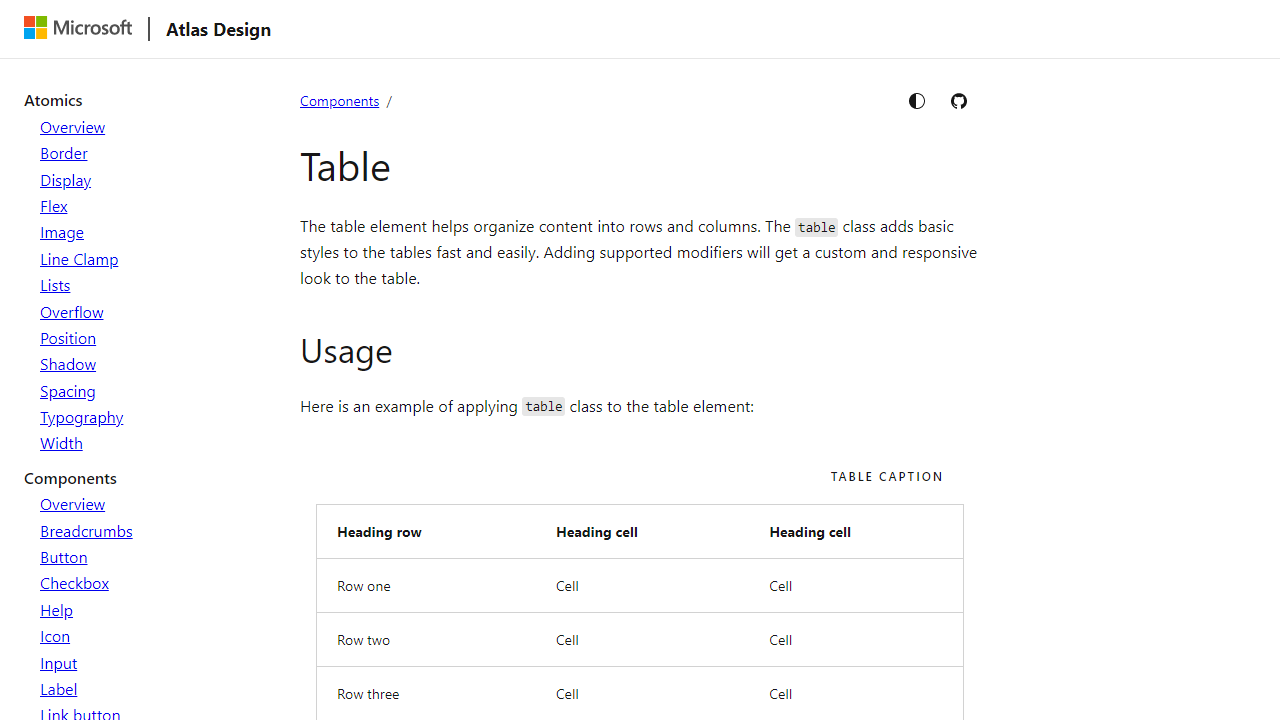 Microsoft | Atlas Design
Atomics
Overview
Border
Display
Flex
Image
Line Clamp
Lists
Overflow
Position
Shadow
Spacing
Typography
Width
Components
Overview
Breadcrumbs
Button
Checkbox
Help
Icon
Input
Label
Link button
Components /
Table
The table element helps organize content into rows and columns. The table class adds basic
styles to the tables fast and easily. Adding supported modifiers will get a custom and responsive
look to the table.
Usage
Here is an example of applying table class to the table element:
TABLE CAPTION
Heading row Heading cell Heading cell
Row one Cell Cell
Row two Cell Cell
Row three Cell Cell